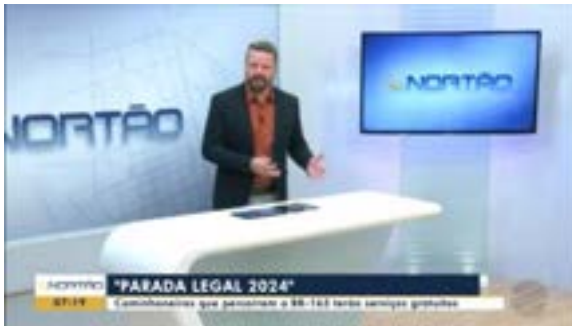 NORTÃO
NORTÃO
NORTÃO
"PARADA LEGAL 2024"
07:19
Caminhoneiros que percorrem a BR-163 terão serviços gratuitos